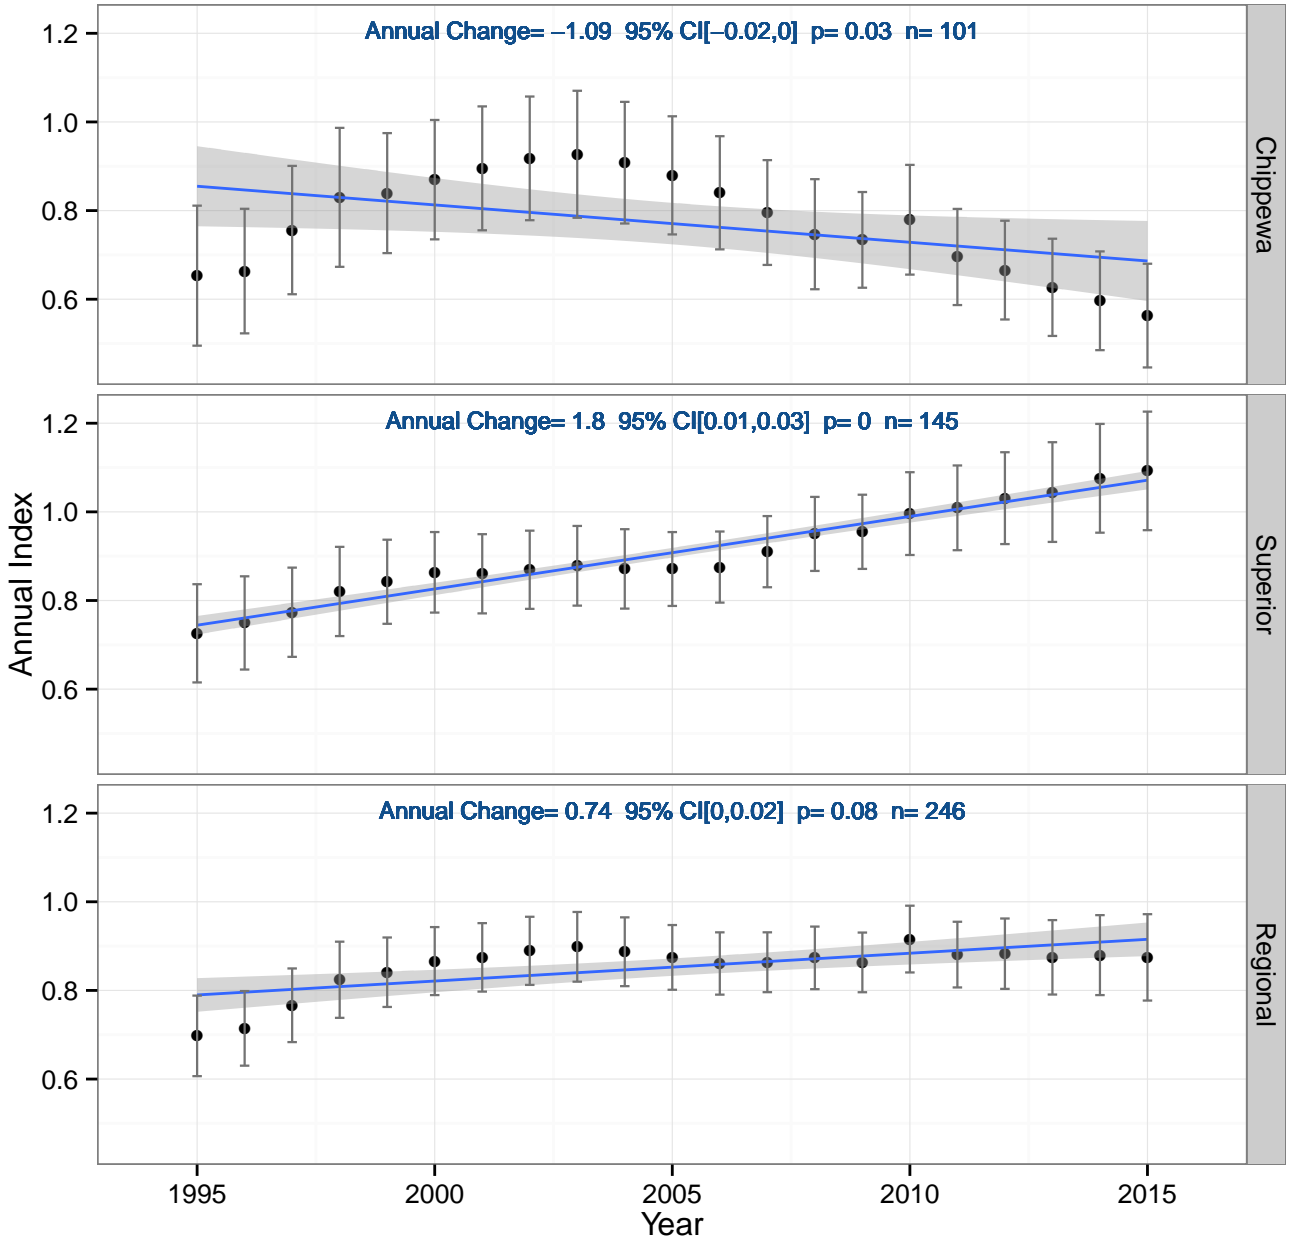 Annual Change= −1.09 95% CI[−0.02,0] p= 0.03 n= 101
1.2
1.0
0.8
0.6
Chippewa
Annual Change= 1.8 95% CI[0.01,0.03] p= 0 n= 145
1.2
1.0
0.8
0.6
Superior
Annual Index
Annual Change= 0.74 95% CI[0,0.02] p= 0.08 n= 246
1.2
1.0
0.8
0.6
Regional
1995 2000 2005 2010 2015
Year